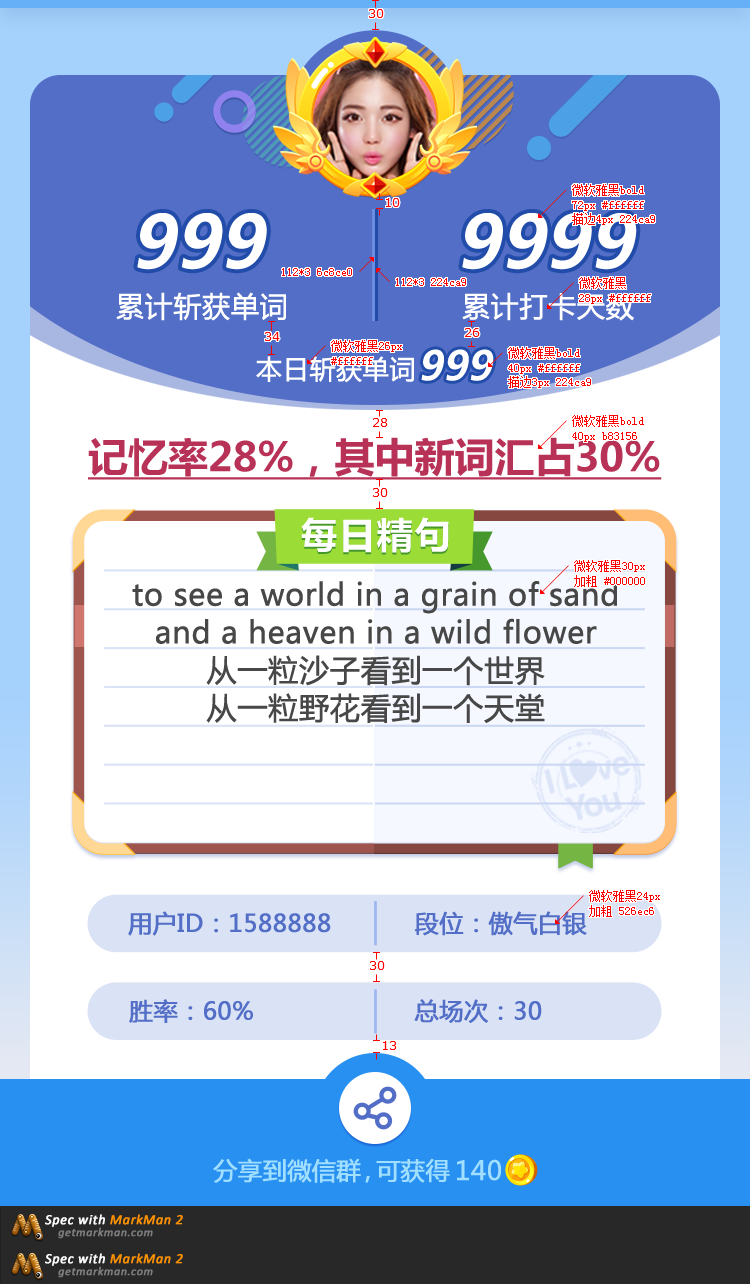 30
10
微软雅黑bold
72px #ffffff
描边4px 224ca9
999
9999
112*3 6c8ce0
112*3 224ca9
微软雅黑
28px #ffffff
累计斩获单词
累计打卡天数
34
26
微软雅黑26px
#ffffff
微软雅黑bold
40px #ffffff
描边3px 224ca9
本日斩获单词 999
28
微软雅黑bold
40px b83156
记忆率28%，其中新词汇占30%
30
每日精句
微软雅黑30px
加粗 #000000
to see a world in a grain of sand
and a heaven in a wild flower
从一粒沙子看到一个世界
从一粒野花看到一个天堂
I Love
You
微软雅黑24px
加粗 526ec6
用户ID：1588888
段位：傲气白银
30
胜率：60%
总场次：30
13
分享到微信群,可获得 140
Spec with MarkMan 2
getmarkman.com
Spec with MarkMan 2
getmarkman.com